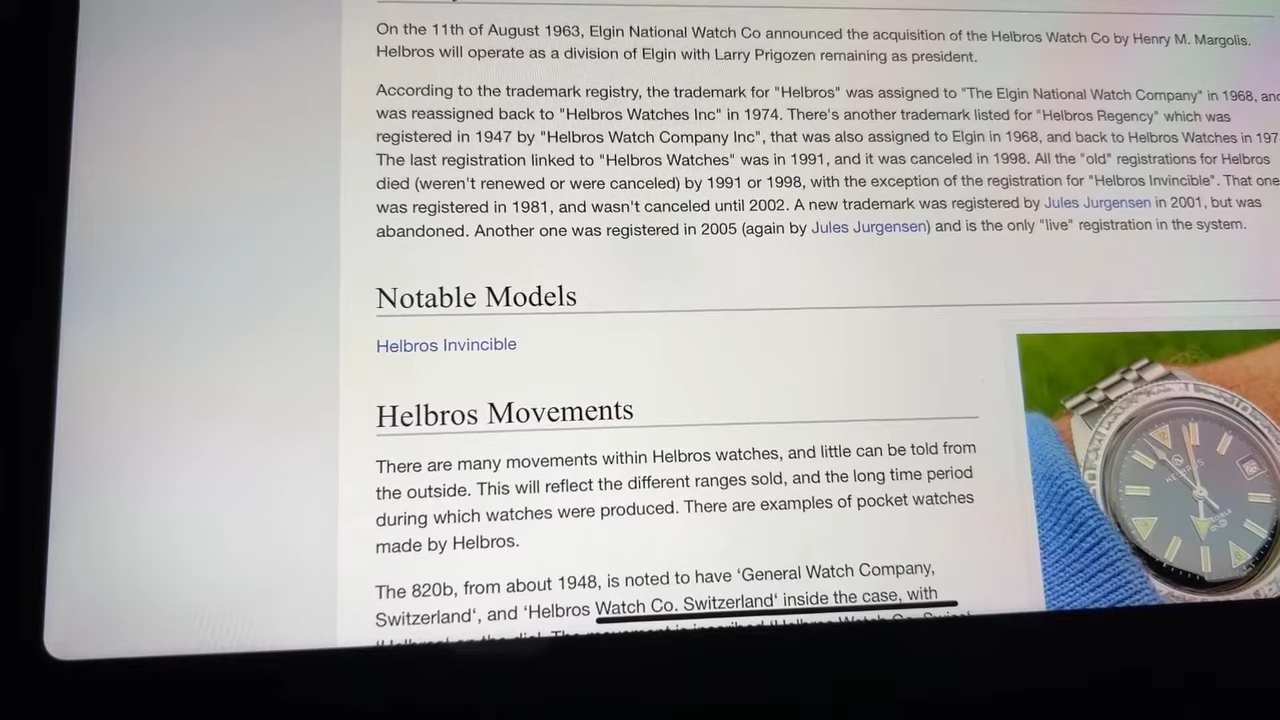 On the 11th of August 1963, Elgin National Watch Co announced the acquisition of the Helbros Watch Co by Henry M. Margolis.
Helbros will operate as a division of Elgin with Larry Prigozen remaining as president.
According to the trademark registry, the trademark for "Helbros" was assigned to "The Elgin National Watch Company" in 1968, and
was reassigned back to "Helbros Watches Inc" in 1974. There's another trademark listed for "Helbros Regency" which was
registered in 1947 by "Helbros Watch Company Inc", that was also assigned to Elgin in 1968, and back to Helbros Watches in 197
The last registration linked to "Helbros Watches" was in 1991, and it was canceled in 1998. All the "old" registrations for Helbros
died (weren't renewed or were canceled) by 1991 or 1998, with the exception of the registration for "Helbros Invincible". That one
was registered in 1981, and wasn't canceled until 2002. A new trademark was registered by Jules Jurgensen in 2001, but was
abandoned. Another one was registered in 2005 (again by Jules Jurgensen) and is the only "live" registration in the system.
Notable Models
Helbros Invincible
Helbros Movements
There are many movements within Helbros watches, and little can be told from
the outside. This will reflect the different ranges sold, and the long time period
during which watches were produced. There are examples of pocket watches
made by Helbros.
The 820b, from about 1948, is noted to have ‘General Watch Company,
Switzerland‘, and ‘Helbros Watch Co. Switzerland‘ inside the case, with